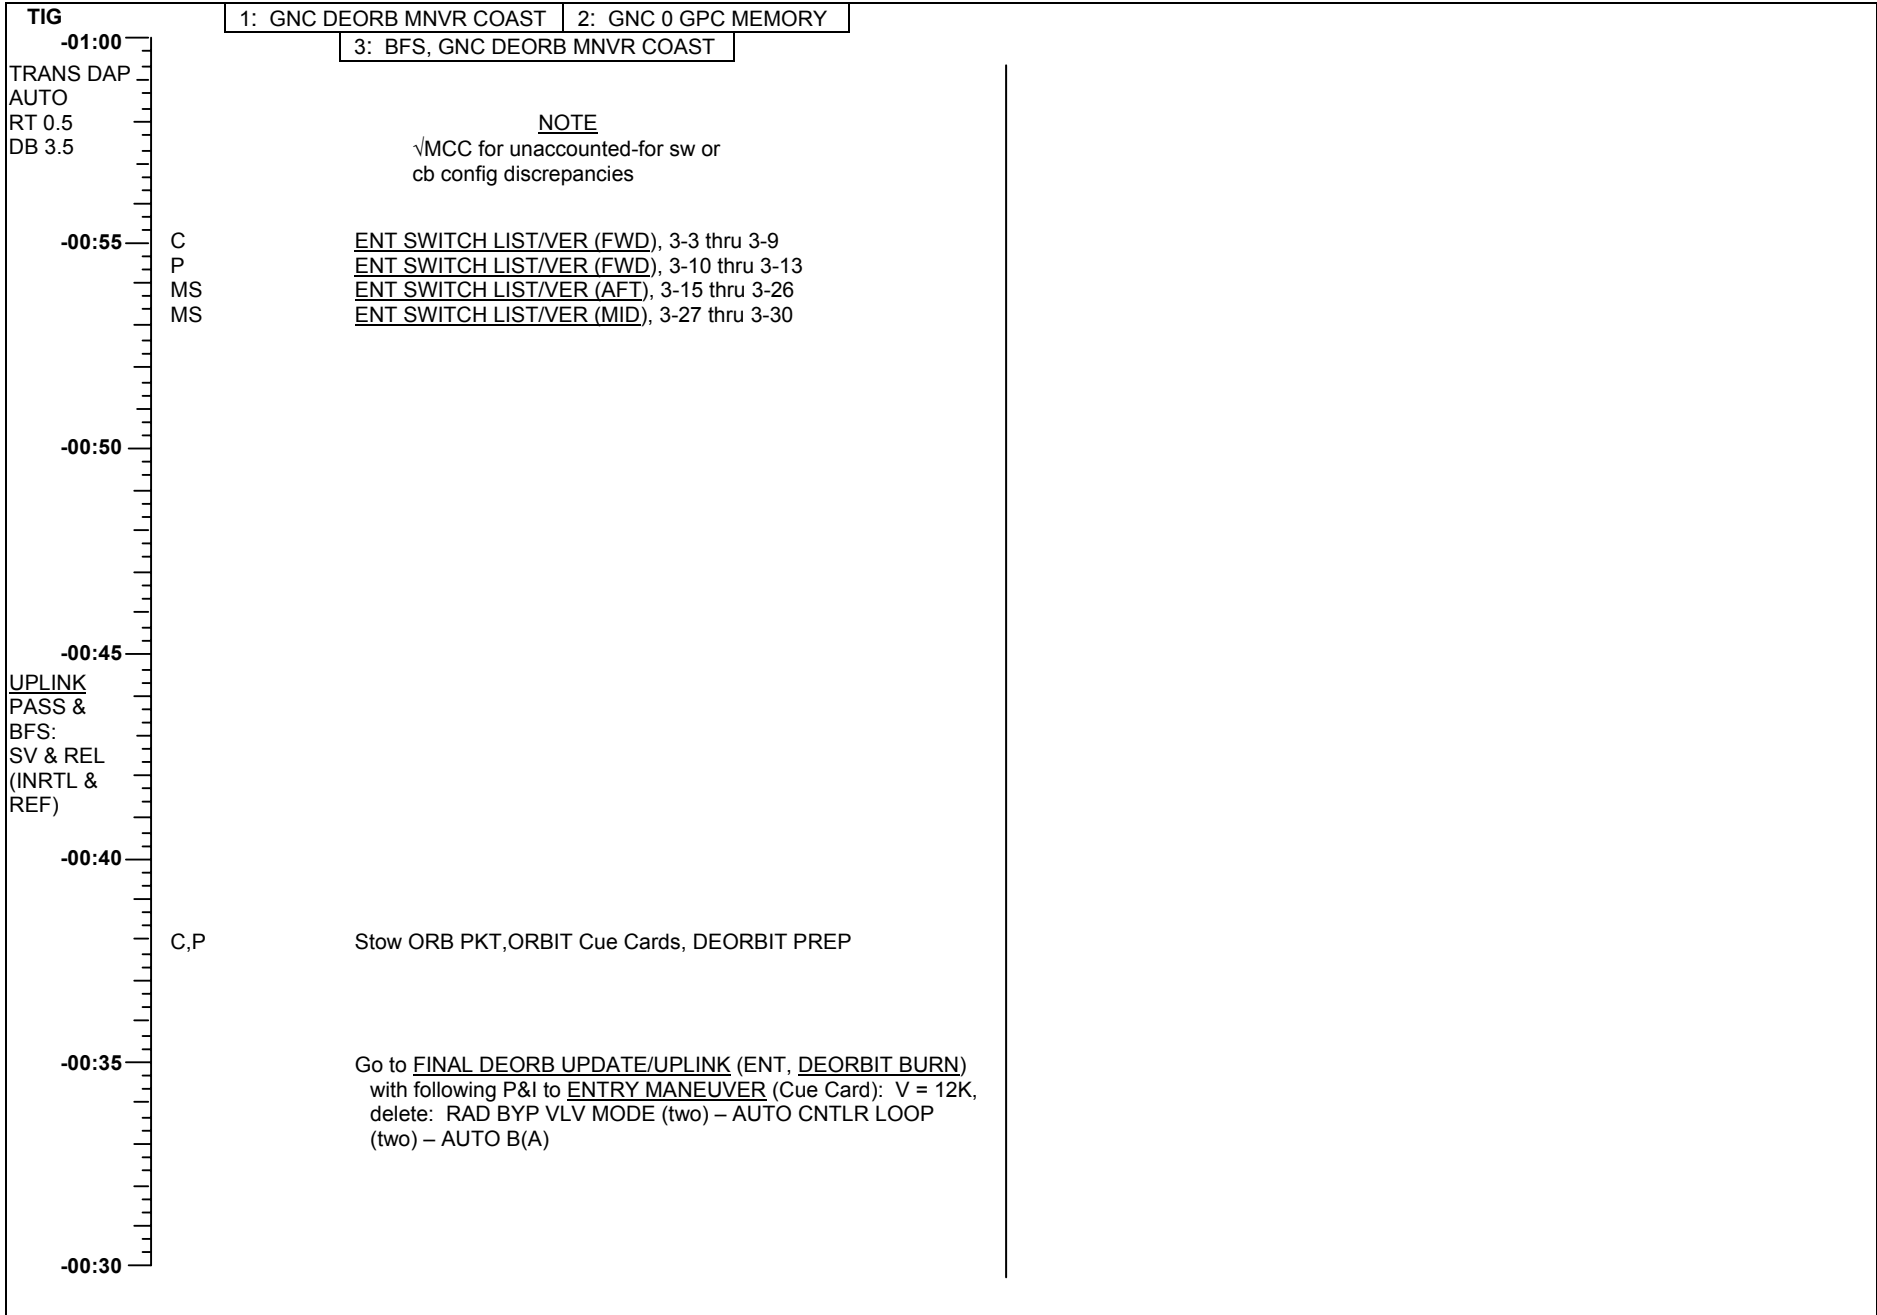 TIG
1: GNC DEORB MNVR COAST
2: GNC 0 GPC MEMORY
3: BFS, GNC DEORB MNVR COAST
-01:00
TRANS DAP
AUTO
RT 0.5
DB 3.5
NOTE
√MCC for unaccounted-for sw or
cb config discrepancies
-00:55
C ENT SWITCH LIST/VER (FWD), 3-3 thru 3-9
P ENT SWITCH LIST/VER (FWD), 3-10 thru 3-13
MS ENT SWITCH LIST/VER (AFT), 3-15 thru 3-26
MS ENT SWITCH LIST/VER (MID), 3-27 thru 3-30
-00:50
-00:45
UPLINK
PASS &
BFS:
SV & REL
(INRTL &
REF)
-00:40
C,P Stow ORB PKT,ORBIT Cue Cards, DEORBIT PREP
-00:35
Go to FINAL DEORB UPDATE/UPLINK (ENT, DEORBIT BURN)
with following P&I to ENTRY MANEUVER (Cue Card): V = 12K,
delete: RAD BYP VLV MODE (two) – AUTO CNTLR LOOP
(two) – AUTO B(A)
-00:30